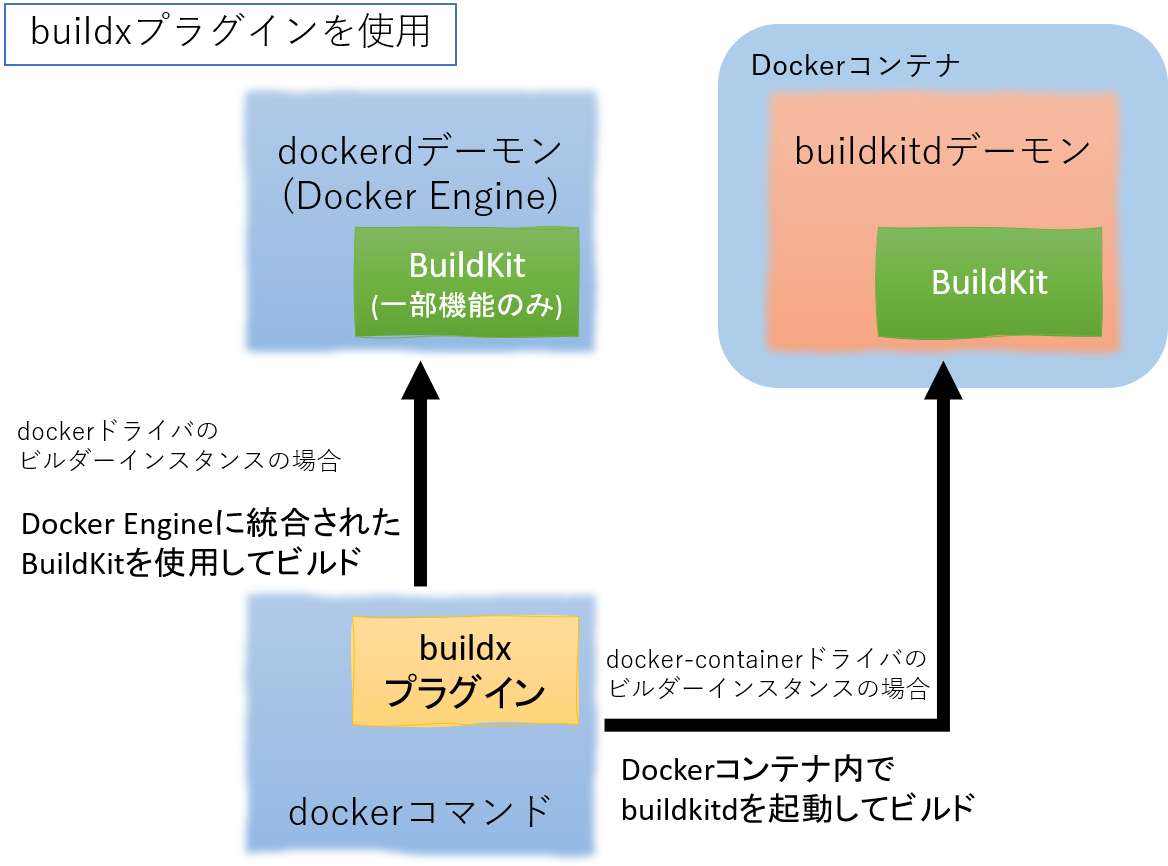 buildxプラグインを使用
Dockerコンテナ
dockerdデーモン
(Docker Engine)
BuildKit
(一部機能のみ)
buildkitdデーモン
BuildKit
dockerドライバの
ビルダーインスタンスの場合
Docker Engineに統合された
BuildKitを使用してビルド
buildx
プラグイン
dockerコマンド
docker-containerドライバの
ビルダーインスタンスの場合
Dockerコンテナ内で
buildkitdを起動してビルド